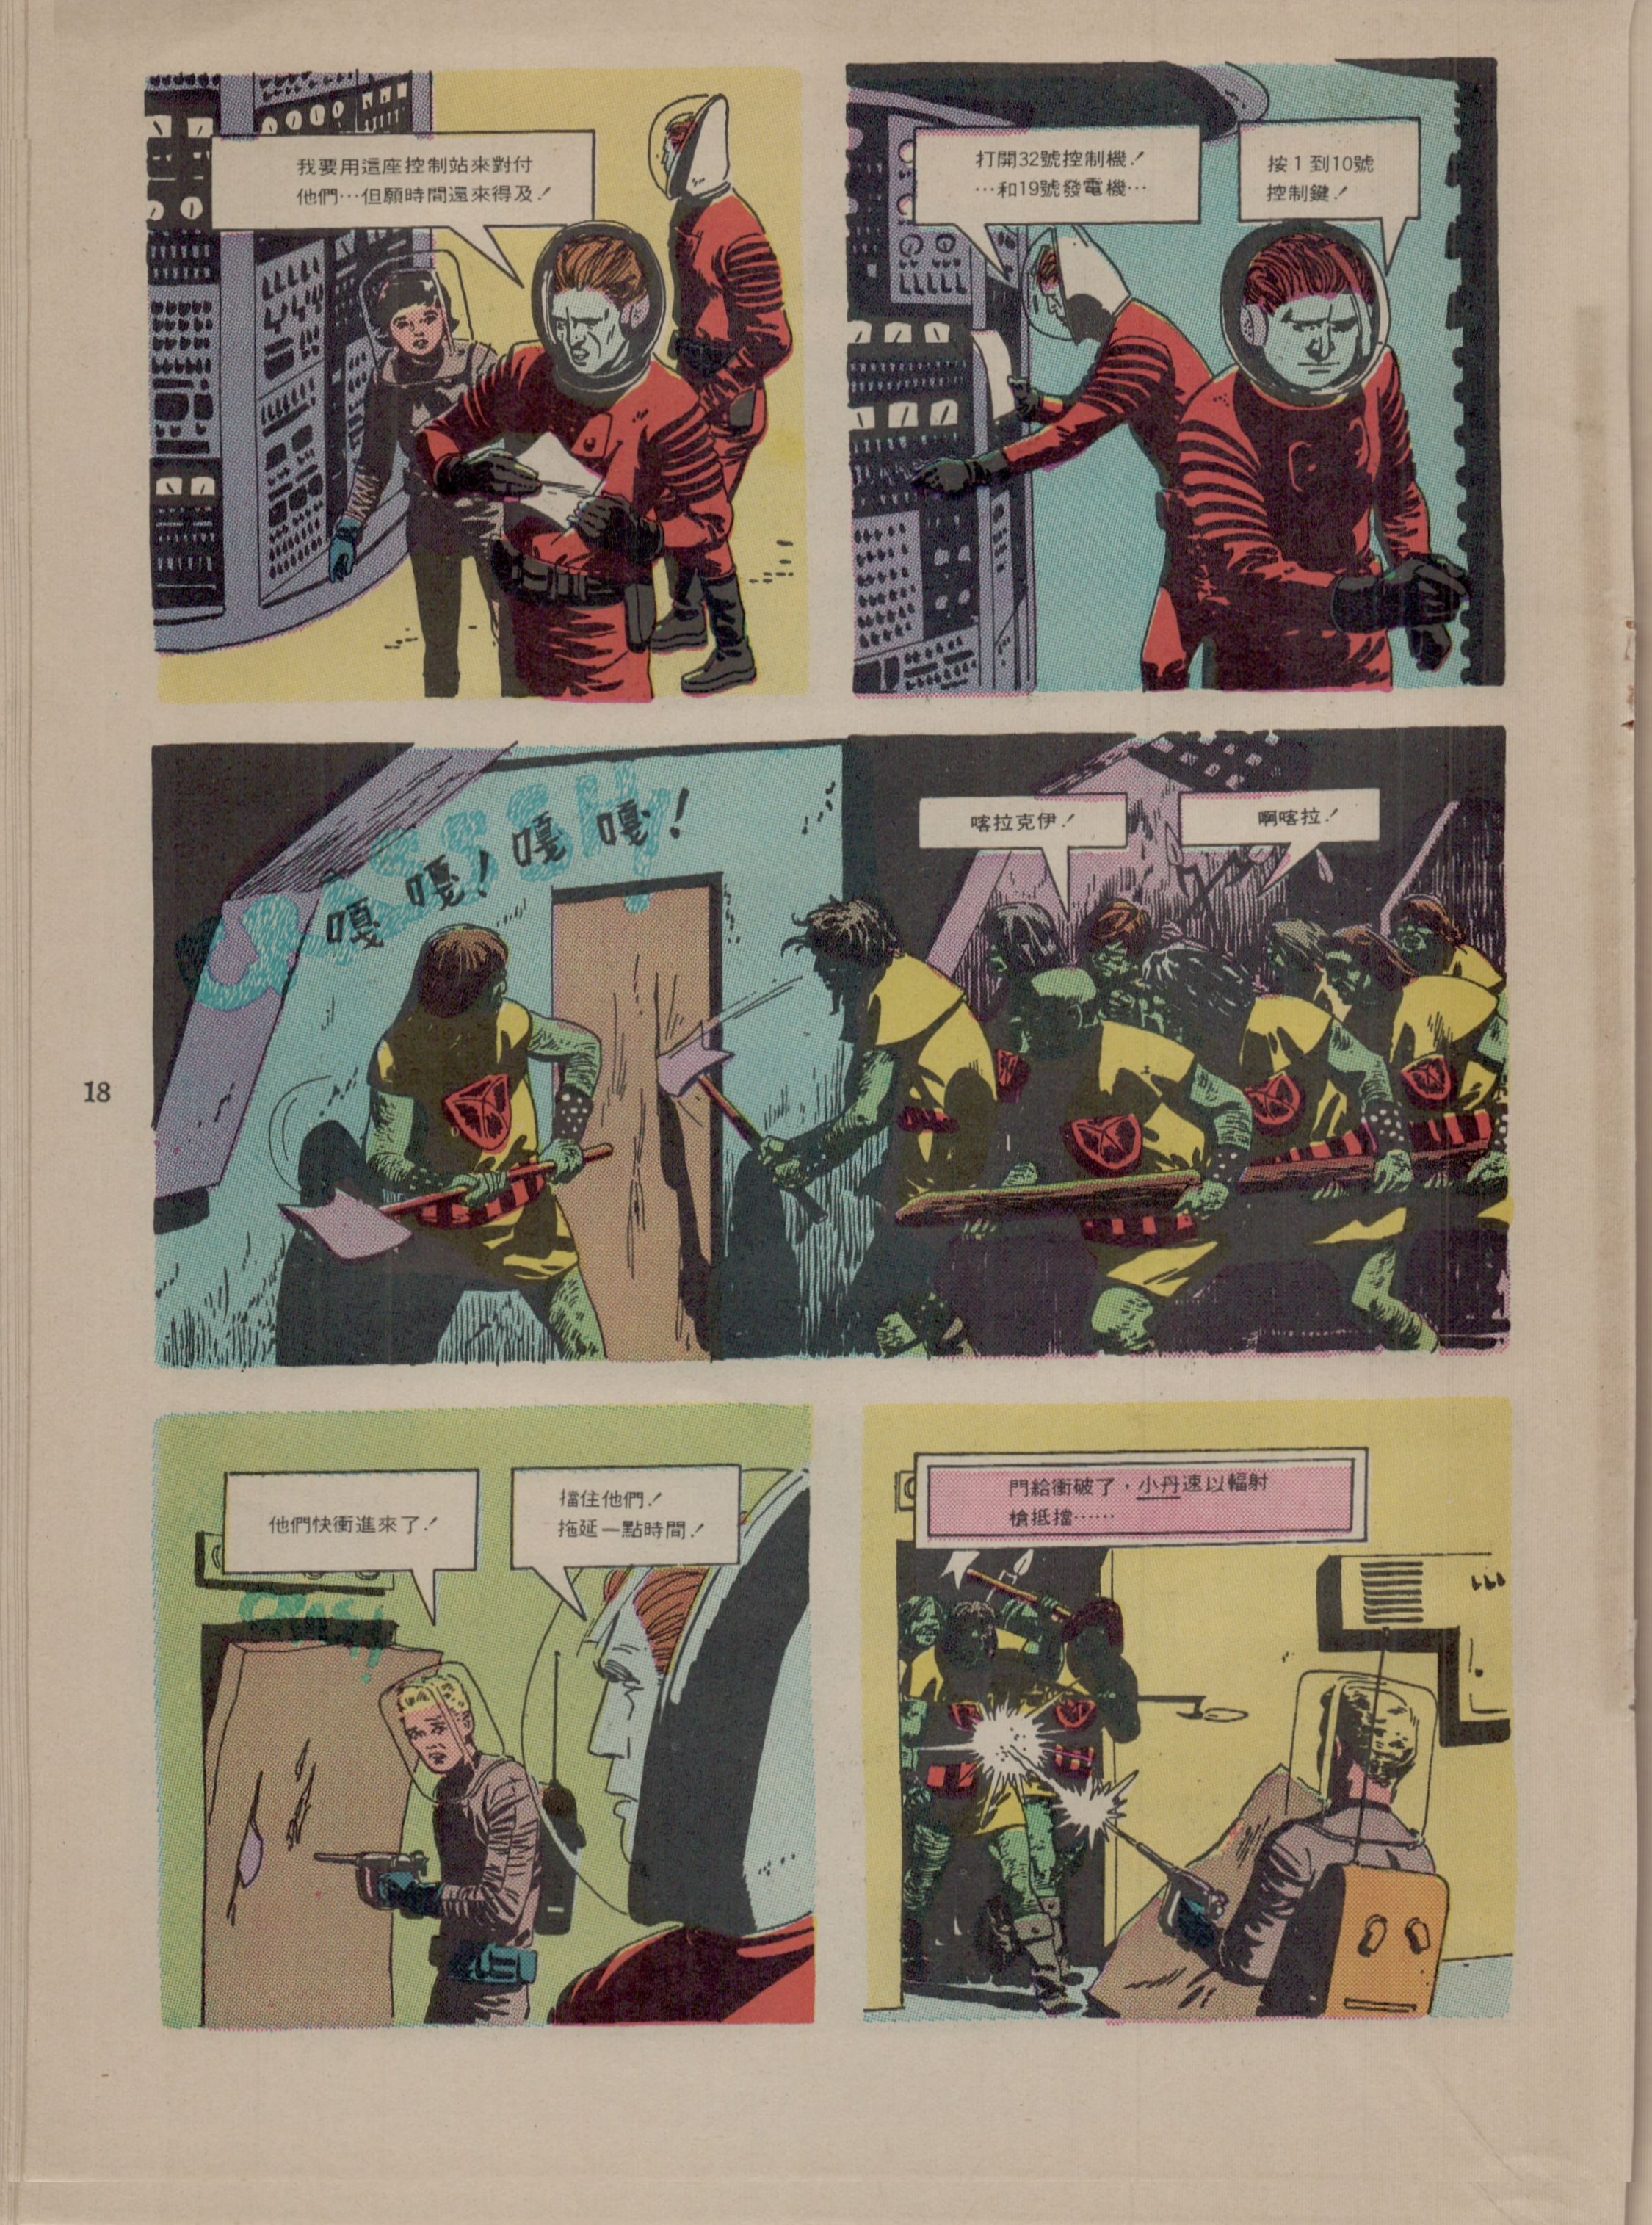 我要用這座控制站來對付
他們…但願時間還來得及！
打開32號控制機！
…和19號發電機…
按1到10號
控制鍵！
嘎嘎！嘎嘎！
喀拉克伊！
啊喀拉！
18
他們快衝進來了！
擋住他們！
拖延一點時間！
CRASH!
門給衝破了，小丹速以輻射
槍抵擋……